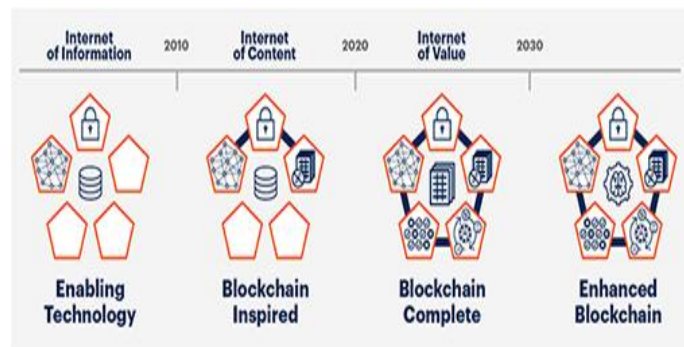 Internet
of Information
2010
Internet
of Content
2020
Internet
of Value
2030
Enabling
Technology
Blockchain
Inspired
Blockchain
Complete
Enhanced
Blockchain